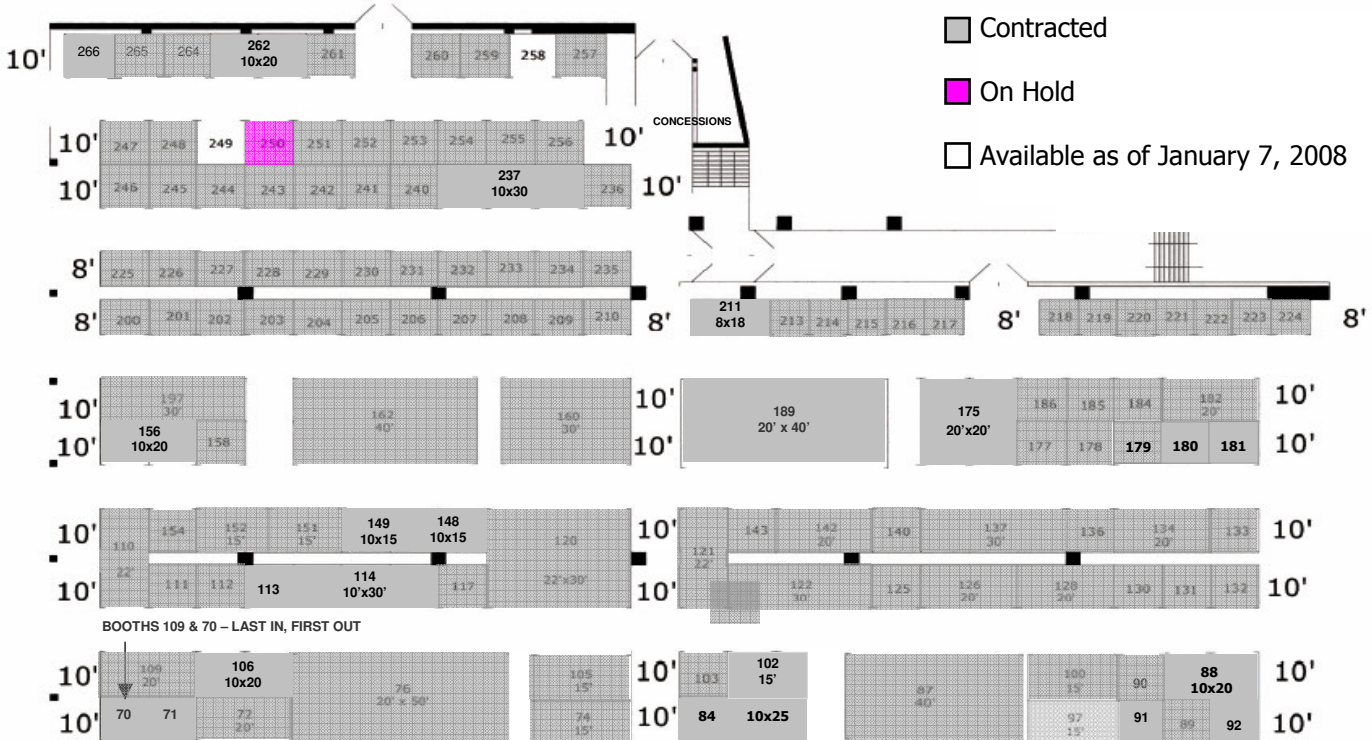 Contracted
On Hold
Available as of January 7, 2008
10' 266 265 264 262 261 260 259 258 257
10x20
CONCESSIONS
10' 247 248 249 250 251 252 253 254 255 256 10'
10' 246 245 244 243 242 241 240 237 236 10'
10x30
8' 225 226 227 228 229 230 231 232 233 234 235
8' 200 201 202 203 204 205 206 207 208 209 210 8' 211 213 214 215 216 217 8' 218 219 220 221 222 223 224 8'
8x18
10' 197 162 160 10' 189 175 186 185 184 182 10'
30' 40' 30' 20' x 40' 20'x20' 20'
10' 156 158 10' 177 178 179 180 181 10'
10x20
10' 110 154 152 151 149 148 120 10' 121 143 142 140 137 136 134 133 10'
15' 15' 10x15 10x15 22' 20' 30' 20'
10' 22' 111 112 113 114 117 22'x30' 10' 122 125 126 128 130 131 132 10'
10'x30' 30' 20' 20'
BOOTHS 109 & 70 – LAST IN, FIRST OUT
10' 109 106 76 105 10' 103 102 87 100 90 88 10'
20' 10x20 20' x 50' 15' 15' 40' 15' 10x20
10' 70 71 72 74 10' 84 10x25 97 91 89 92 10'
20' 15' 15'